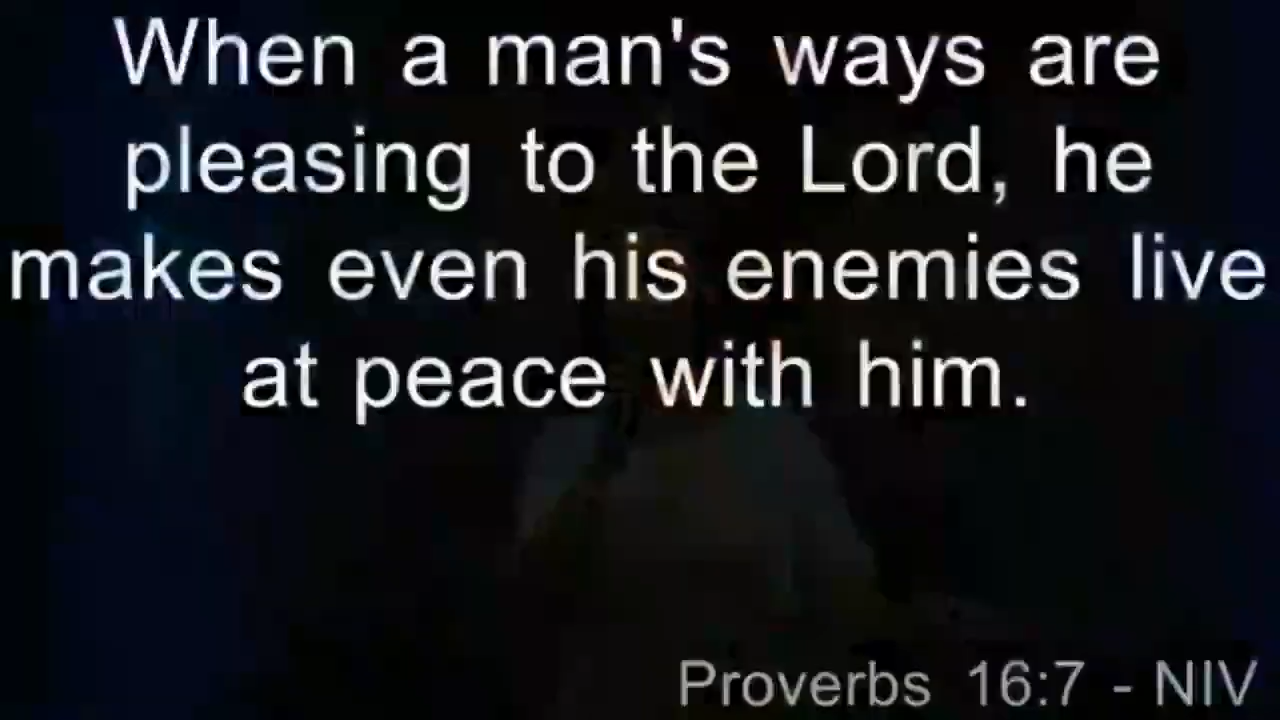 When a man's ways are
pleasing to the Lord, he
makes even his enemies live
at peace with him.
Proverbs 16:7 - NIV